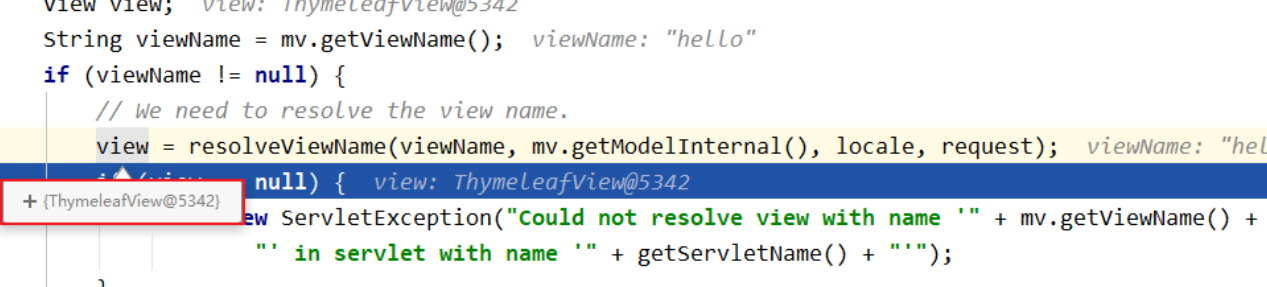 View view;  view: ThymeleafView@5342
String viewName = mv.getViewName();  viewName: "hello"
if (viewName != null) {
// We need to resolve the view name.
view = resolveViewName(viewName, mv.getModelInternal(), locale, request);  viewName: "hel
null) {  view: ThymeleafView@5342
+ {ThymeleafView@5342}
ew ServletException("Could not resolve view with name '" + mv.getViewName() +
"' in servlet with name '" + getServletName() + "'");
}